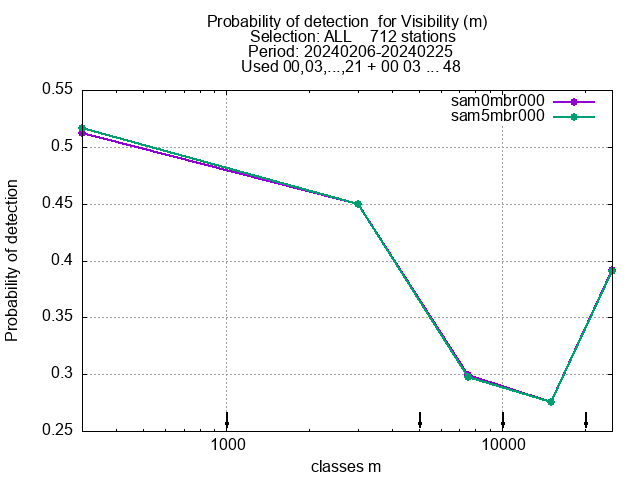 Probability of detection  for Visibility (m)
Selection: ALL    712 stations
Period: 20240206-20240225
Used 00,03,...,21 + 00 03 ... 48
sam0mbr000
sam5mbr000
0.55
0.5
0.45
0.4
0.35
0.3
0.25
Probability of detection
1000
10000
classes m